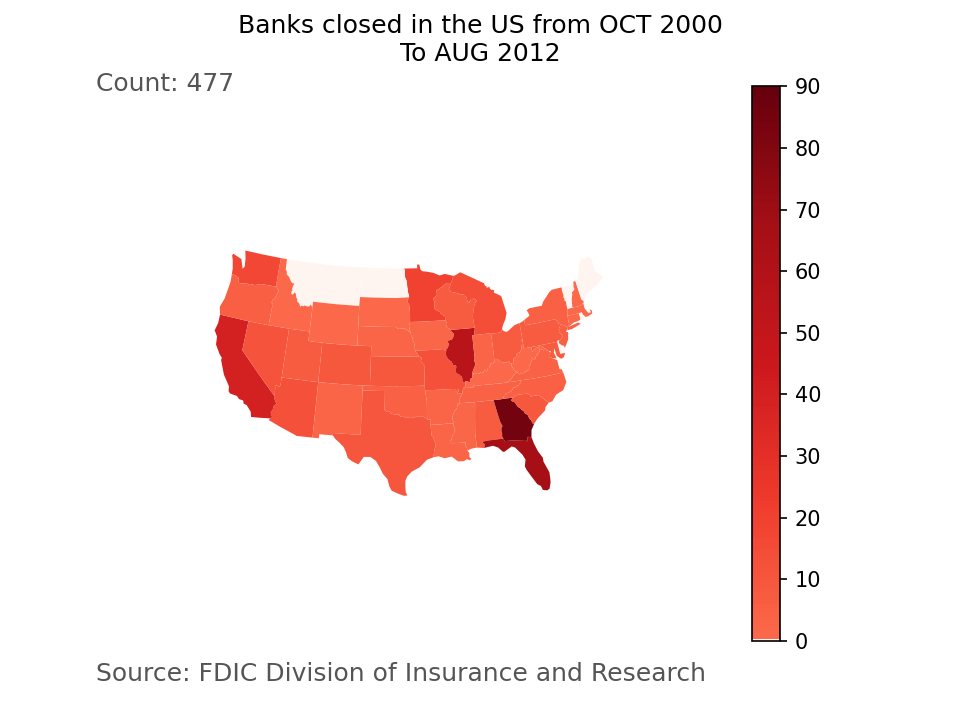 Banks closed in the US from OCT 2000
To AUG 2012
Count: 477
90
80
70
60
50
40
30
20
10
0
Source: FDIC Division of Insurance and Research